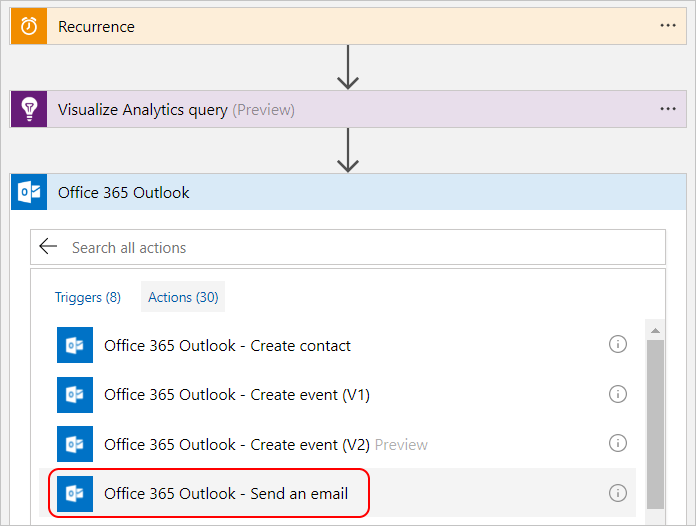 Recurrence
Visualize Analytics query (Preview)
Office 365 Outlook
Search all actions
Triggers (8) Actions (30)
Office 365 Outlook - Create contact
Office 365 Outlook - Create event (V1)
Office 365 Outlook - Create event (V2) Preview
Office 365 Outlook - Send an email